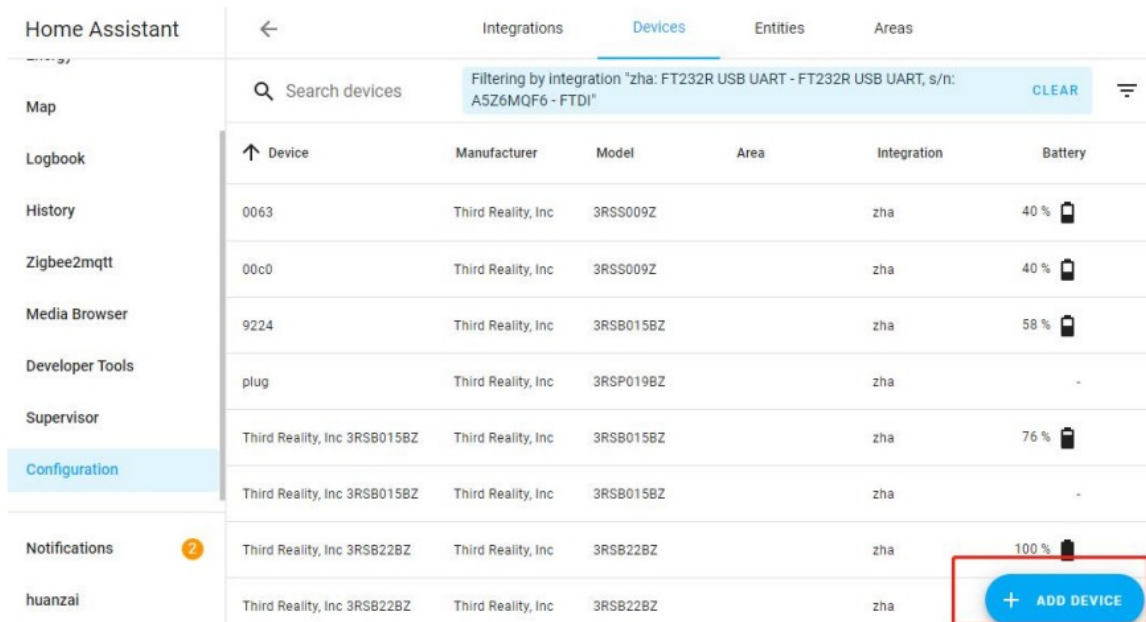 Home Assistant
Integrations Devices Entities Areas
Energy
Search devices
Filtering by integration "zha: FT232R USB UART - FT232R USB UART, s/n:
A5Z6MQF6 - FTDI"
CLEAR
Map
Logbook
History
Zigbee2mqtt
Media Browser
Developer Tools
Supervisor
Configuration
Notifications 2
huanzai
Device Manufacturer Model Area Integration Battery
0063 Third Reality, Inc 3RSS009Z zha 40 %
00c0 Third Reality, Inc 3RSS009Z zha 40 %
9224 Third Reality, Inc 3RSB015BZ zha 58 %
plug Third Reality, Inc 3RSP019BZ zha -
Third Reality, Inc 3RSB015BZ Third Reality, Inc 3RSB015BZ zha 76 %
Third Reality, Inc 3RSB015BZ Third Reality, Inc 3RSB015BZ zha -
Third Reality, Inc 3RSB22BZ Third Reality, Inc 3RSB22BZ zha 100 %
Third Reality, Inc 3RSB22BZ Third Reality, Inc 3RSB22BZ zha
+ ADD DEVICE